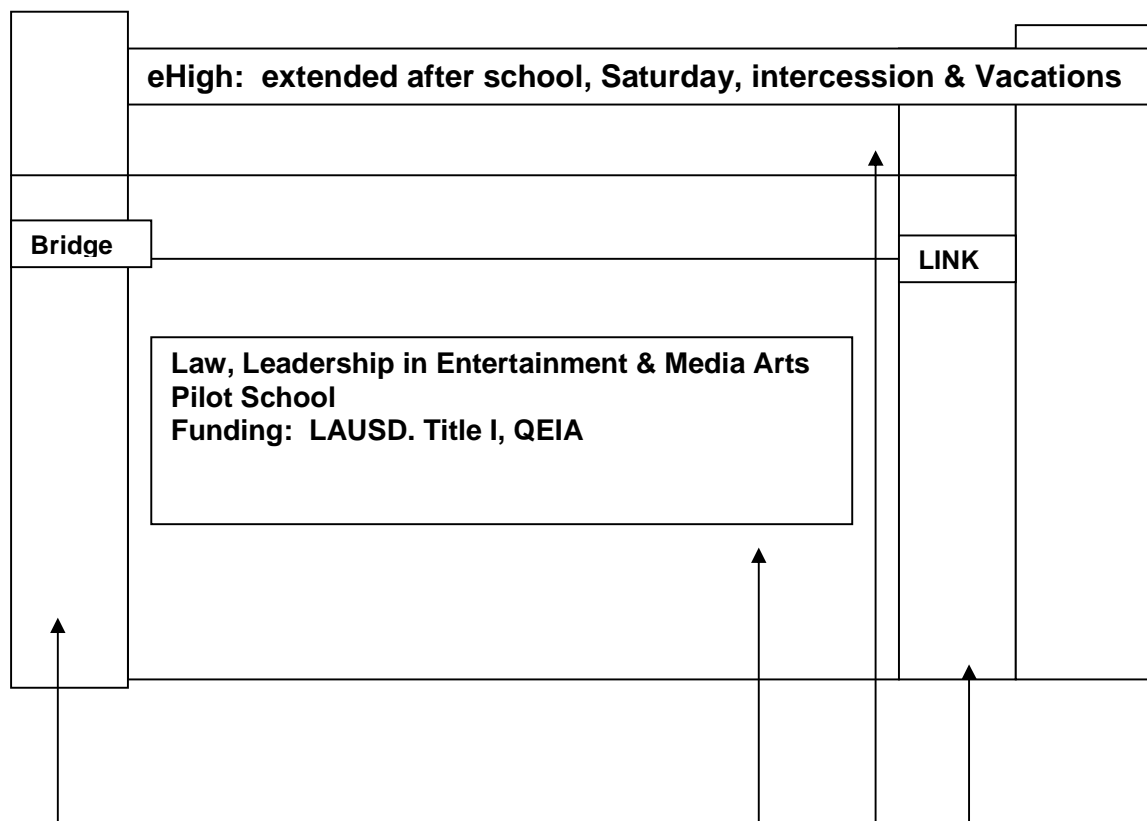 eHigh: extended after school, Saturday, intercession & Vacations
Bridge
LINK
Law, Leadership in Entertainment & Media Arts
Pilot School
Funding: LAUSD. Title I, QEIA